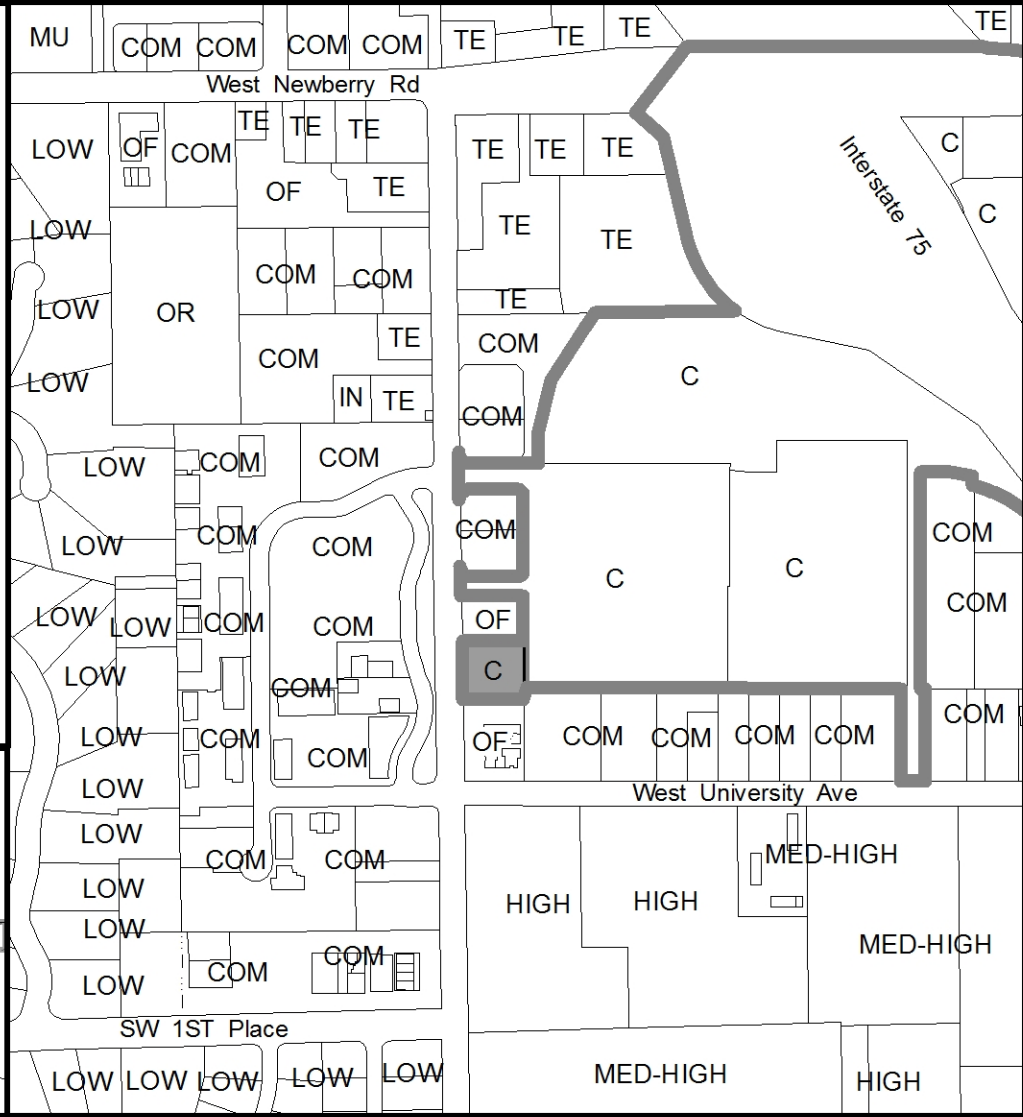 MU
COM COM COM COM
TE TE TE TE
West Newberry Rd
LOW OF COM TE TE TE
TE TE TE
Interstate 75
C
OF TE
C
LOW TE TE
COM COM
LOW OR TE
COM TE
COM
C
LOW IN TE
COM
LOW COM COM
COM
LOW COM COM
COM
C C
COM
LOW LOW COM COM
OF
LOW COM
C
LOW COM COM
OF COM COM COM COM COM
LOW
West University Ave
LOW COM COM
MED-HIGH
LOW
HIGH HIGH
LOW COM
MED-HIGH
LOW COM
SW 1ST Place
LOW LOW LOW LOW LOW
MED-HIGH HIGH